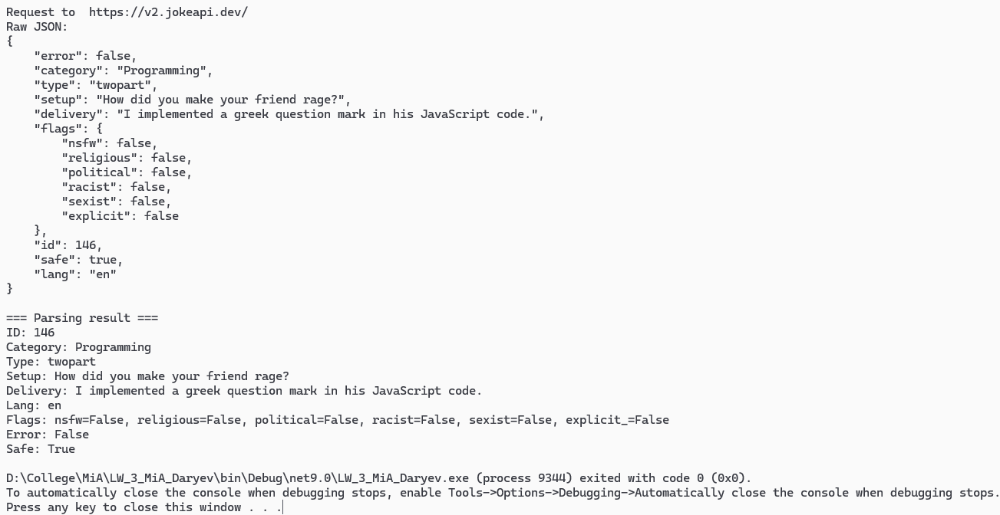 Request to  https://v2.jokeapi.dev/
Raw JSON:
{
    "error": false,
    "category": "Programming",
    "type": "twopart",
    "setup": "How did you make your friend rage?",
    "delivery": "I implemented a greek question mark in his JavaScript code.",
    "flags": {
        "nsfw": false,
        "religious": false,
        "political": false,
        "racist": false,
        "sexist": false,
        "explicit": false
    },
    "id": 146,
    "safe": true,
    "lang": "en"
}

=== Parsing result ===
ID: 146
Category: Programming
Type: twopart
Setup: How did you make your friend rage?
Delivery: I implemented a greek question mark in his JavaScript code.
Lang: en
Flags: nsfw=False, religious=False, political=False, racist=False, sexist=False, explicit_=False
Error: False
Safe: True

D:\College\MiA\LW_3_MiA_Daryev\bin\Debug\net9.0\LW_3_MiA_Daryev.exe (process 9344) exited with code 0 (0x0).
To automatically close the console when debugging stops, enable Tools->Options->Debugging->Automatically close the console when debugging stops.
Press any key to close this window . . .